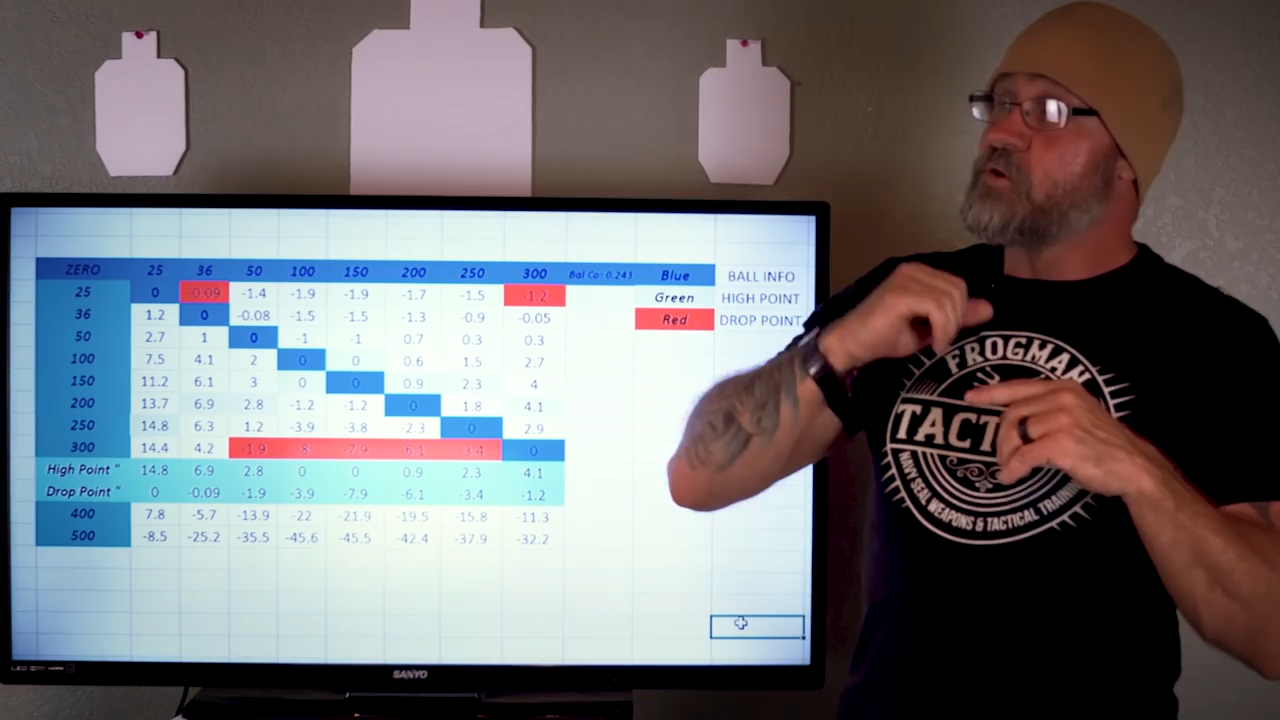 ZERO 25 36 50 100 150 200 250 300 Bal Co: 0.243 Blue BALL INFO
25 0 -0.09 -1.4 -1.9 -1.9 -1.7 -1.5 -1.2 Green HIGH POINT
36 1.2 0 -0.08 -1.5 -1.5 -1.3 -0.9 -0.05 Red DROP POINT
50 2.7 1 0 -1 -1 0.7 0.3 0.3
100 7.5 4.1 2 0 0 0.6 1.5 2.7
150 11.2 6.1 3 0 0 0.9 2.3 4
200 13.7 6.9 2.8 -1.2 -1.2 0 1.8 4.1
250 14.8 6.3 1.2 -3.9 -3.8 -2.3 0 2.9
300 14.4 4.2 -1.9 -8 -7.9 6.1 3.4 0
High Point " 14.8 6.9 2.8 0 0 0.9 2.3 4.1
Drop Point " 0 -0.09 -1.9 -3.9 -7.9 -6.1 -3.4 -1.2
400 7.8 -5.7 -13.9 -22 -21.9 -19.5 -15.8 -11.3
500 -8.5 -25.2 -35.5 -45.6 -45.5 -42.4 -37.9 -32.2
SANYO
LED HDMI
FROGMAN
TACT
NAVY SEAL WEAPONS & TACTICAL TRAINING